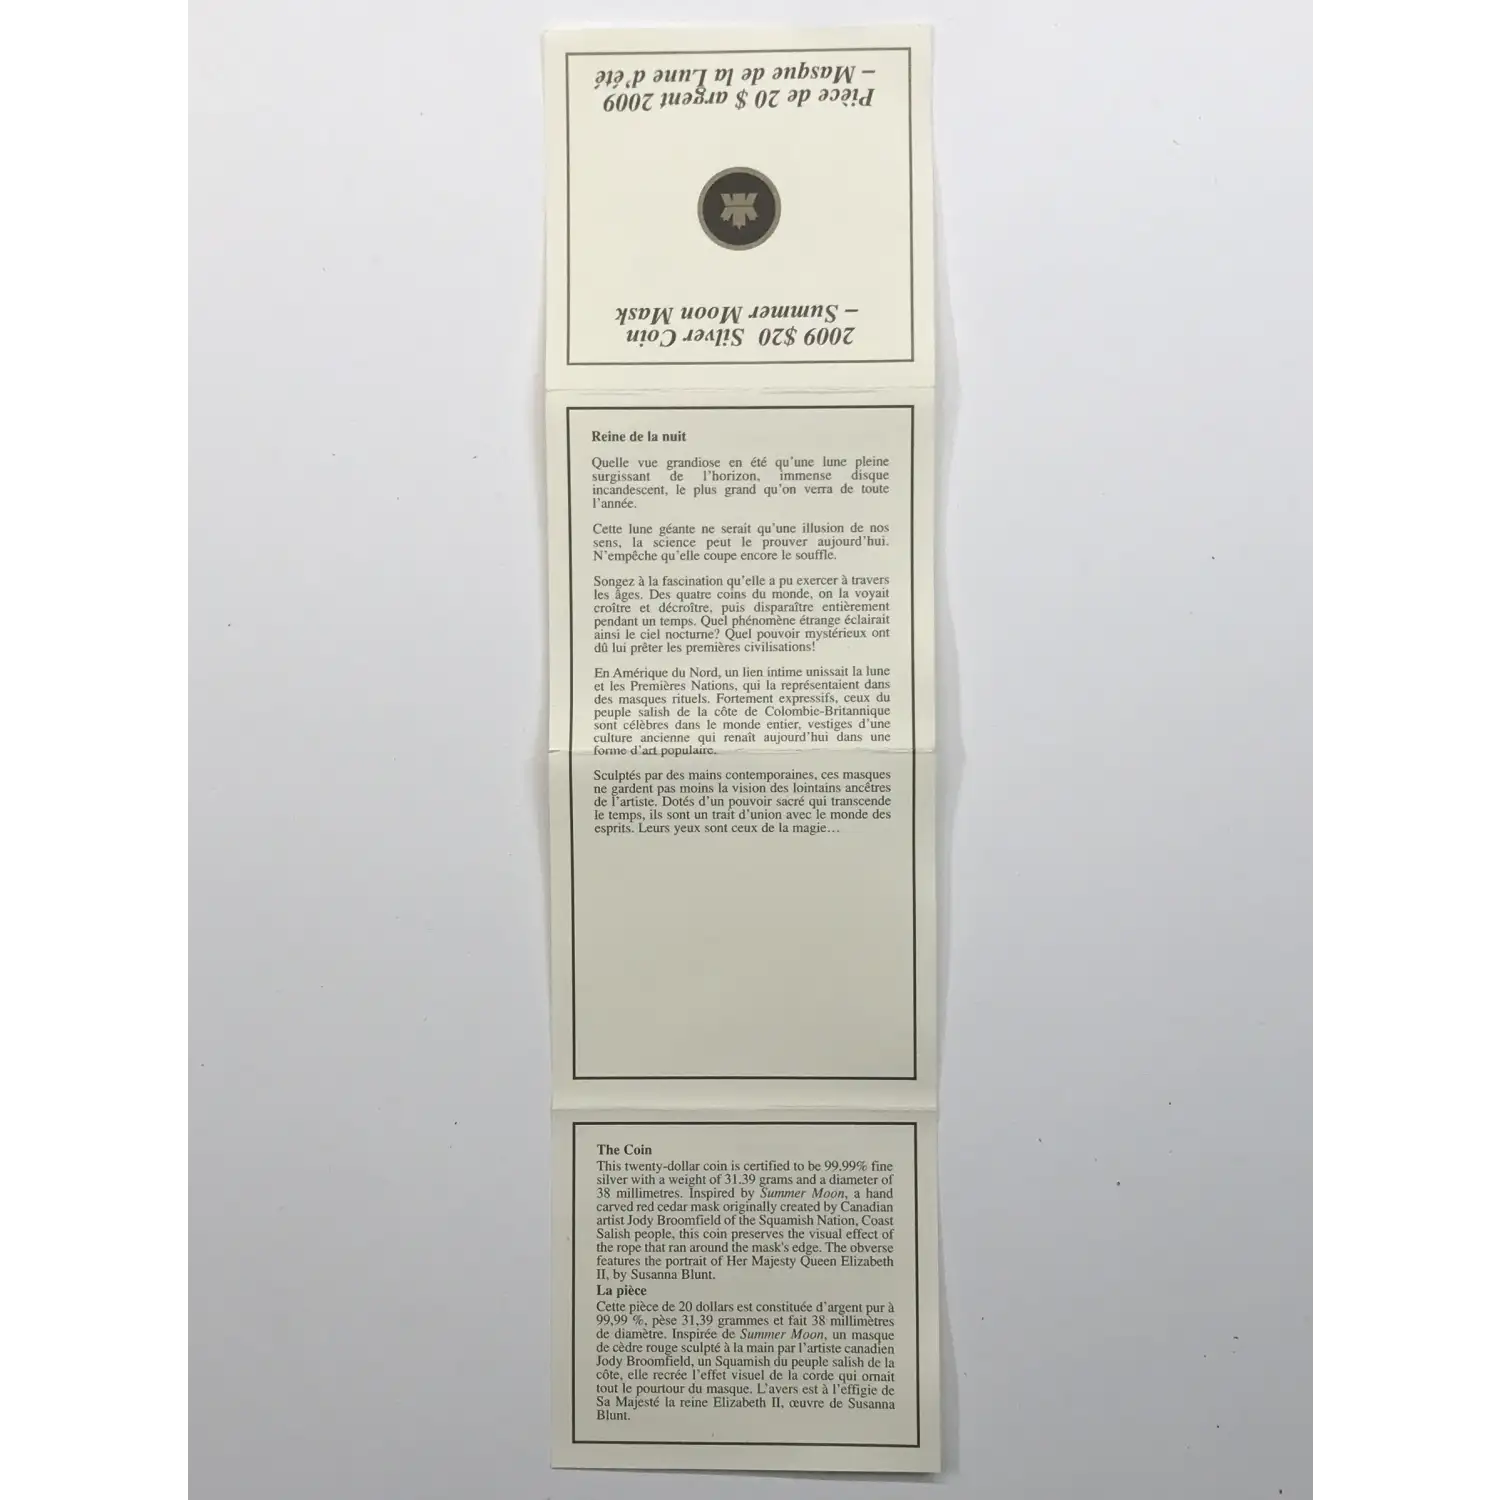 2009 $20 Silver Coin
– Summer Moon Mask
Pièce de 20 $ argent 2009
– Masque de la Lune d'été
Reine de la nuit
Quelle vue grandiose en été qu'une lune pleine
surgissant de l'horizon, immense disque
incandescent, le plus grand qu'on verra de toute
l'année.
Cette lune géante ne serait qu'une illusion de nos
sens, la science peut le prouver aujourd'hui.
N'empêche qu'elle coupe encore le souffle.
Songez à la fascination qu'elle a pu exercer à travers
les âges. Des quatre coins du monde, on la voyait
croître et décroître, puis disparaître entièrement
pendant un temps. Quel phénomène étrange éclairait
ainsi le ciel nocturne? Quel pouvoir mystérieux ont
dû lui prêter les premières civilisations!
En Amérique du Nord, un lien intime unissait la lune
et les Premières Nations, qui la représentaient dans
des masques rituels. Fortement expressifs, ceux du
peuple salish de la côte de Colombie-Britannique
sont célèbres dans le monde entier, vestiges d'une
culture ancienne qui renaît aujourd'hui dans une
forme d'art populaire.
Sculptés par des mains contemporaines, ces masques
ne gardent pas moins la vision des lointains ancêtres
de l'artiste. Dotés d'un pouvoir sacré qui transcende
le temps, ils sont un trait d'union avec le monde des
esprits. Leurs yeux sont ceux de la magie…
The Coin
This twenty-dollar coin is certified to be 99.99% fine
silver with a weight of 31.39 grams and a diameter of
38 millimetres. Inspired by Summer Moon, a hand
carved red cedar mask originally created by Canadian
artist Jody Broomfield of the Squamish Nation, Coast
Salish people, this coin preserves the visual effect of
the rope that ran around the mask's edge. The obverse
features the portrait of Her Majesty Queen Elizabeth
II, by Susanna Blunt.
La pièce
Cette pièce de 20 dollars est constituée d'argent pur à
99,99 %, pèse 31,39 grammes et fait 38 millimètres
de diamètre. Inspirée de Summer Moon, un masque
de cèdre rouge sculpté à la main par l'artiste canadien
Jody Broomfield, un Squamish du peuple salish de la
côte, elle recrée l'effet visuel de la corde qui ornait
tout le pourtour du masque. L'avers est à l'effigie de
Sa Majesté la reine Elizabeth II, œuvre de Susanna
Blunt.